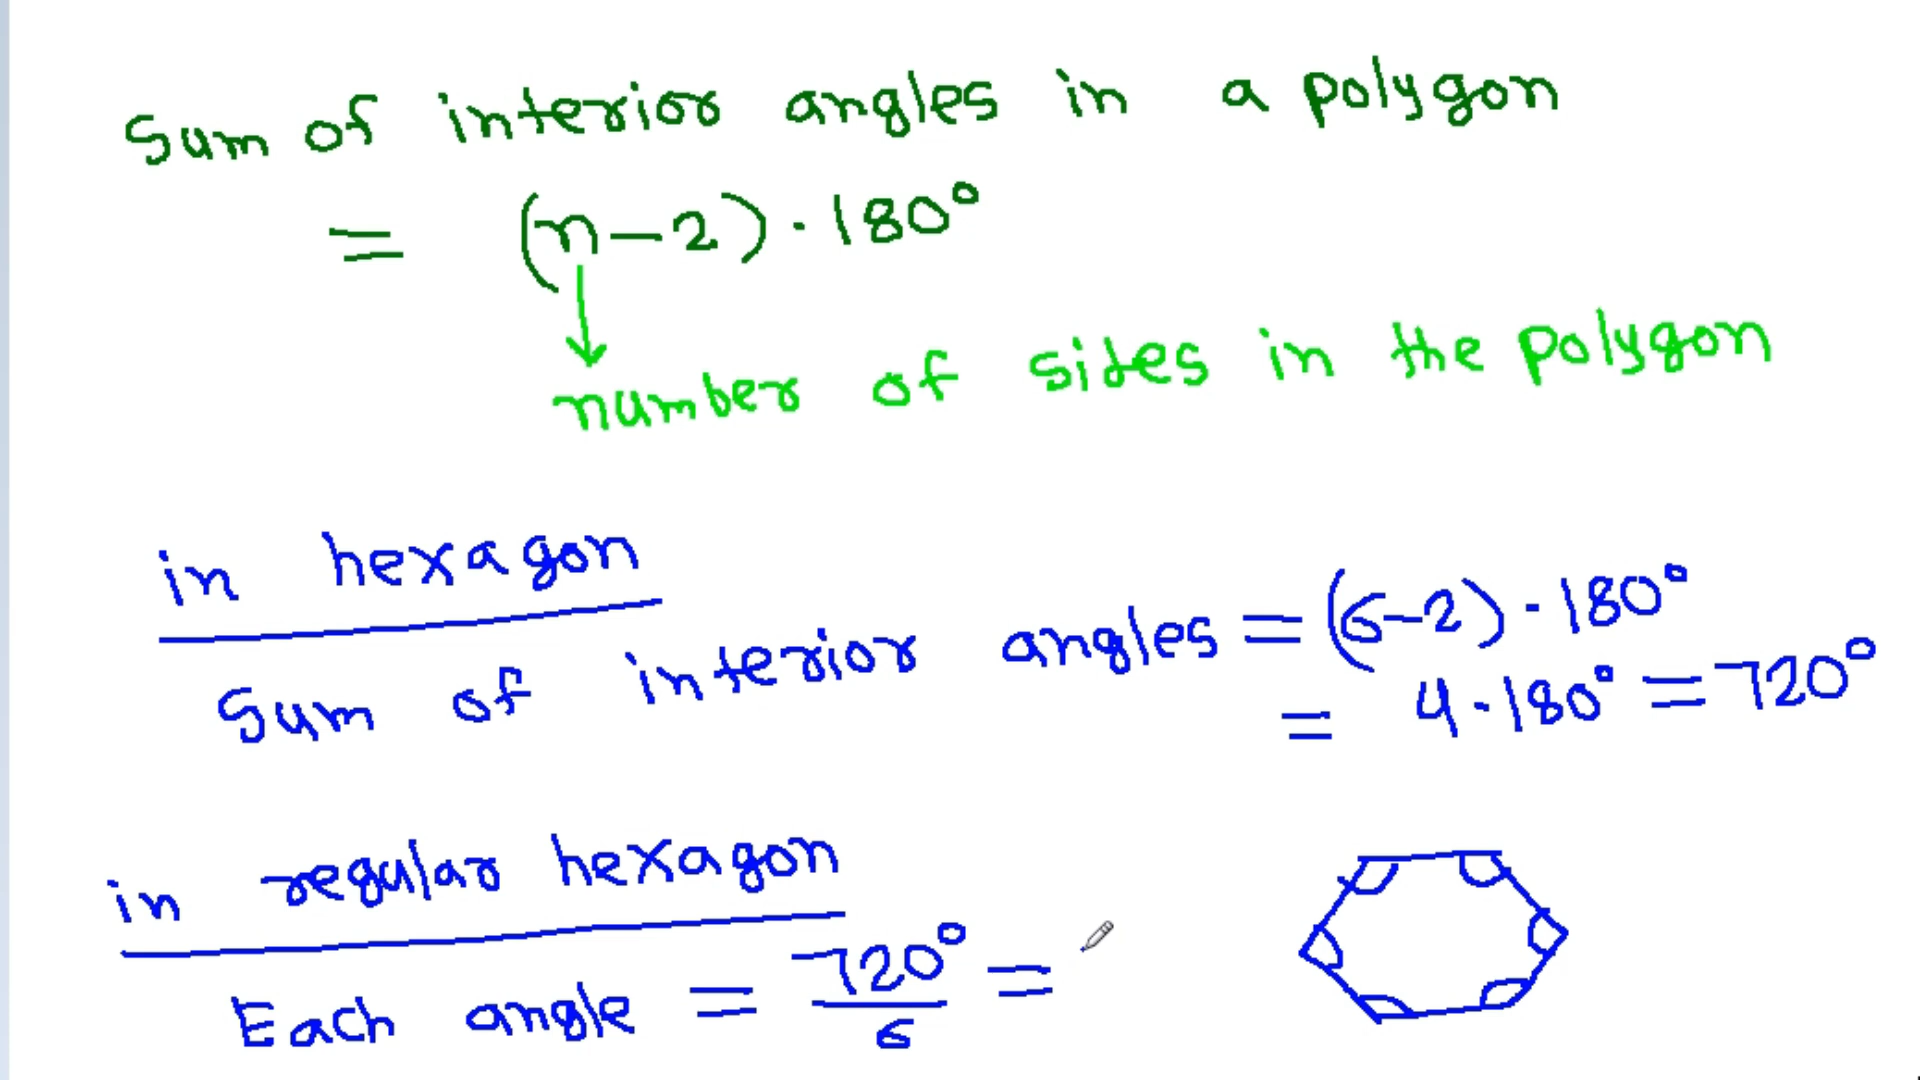 Sum of interior angles in a polygon
= (n-2)·180°
number of sides in the polygon
in hexagon
Sum of interior angles = (6-2)·180°
= 4·180° = 720°
in regular hexagon
Each angle = 720°/6 =